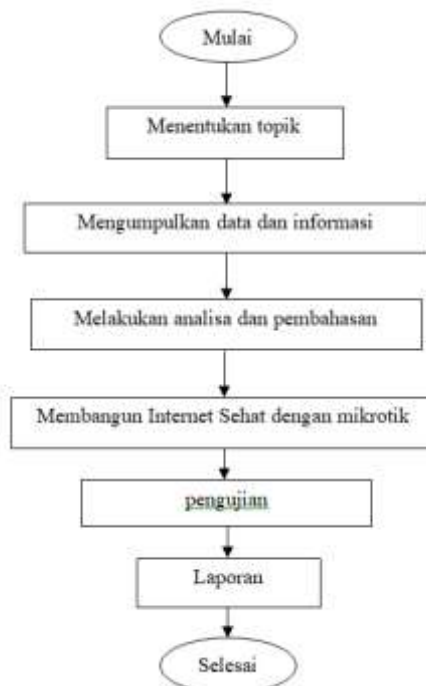 Mulai
Menentukan topik
Mengumpulkan data dan informasi
Melakukan analisa dan pembahasan
Membangun Internet Sehat dengan mikrotik
pengujian
Laporan
Selesai